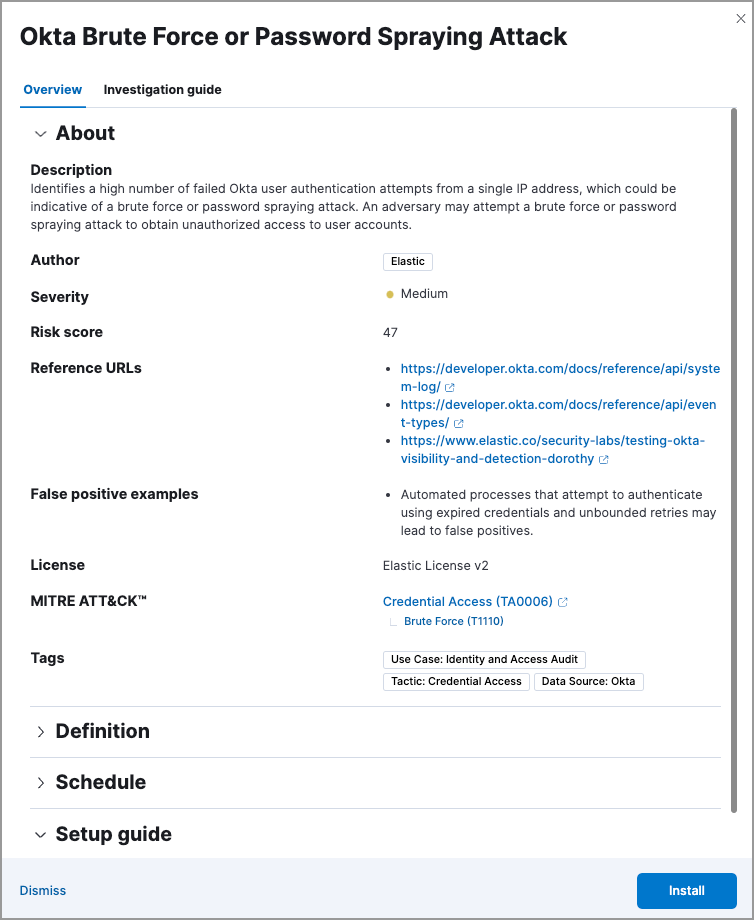 Okta Brute Force or Password Spraying Attack
Overview
Investigation guide
About
Description
Identifies a high number of failed Okta user authentication attempts from a single IP address, which could be
indicative of a brute force or password spraying attack. An adversary may attempt a brute force or password
spraying attack to obtain unauthorized access to user accounts.
Author
Elastic
Severity
Medium
Risk score
47
Reference URLs
https://developer.okta.com/docs/reference/api/syste
m-log/
https://developer.okta.com/docs/reference/api/even
t-types/
https://www.elastic.co/security-labs/testing-okta-
visibility-and-detection-dorothy
False positive examples
Automated processes that attempt to authenticate
using expired credentials and unbounded retries may
lead to false positives.
License
Elastic License v2
MITRE ATT&CK™
Credential Access (TA0006)
Brute Force (T1110)
Tags
Use Case: Identity and Access Audit
Tactic: Credential Access
Data Source: Okta
Definition
Schedule
Setup guide
Dismiss
Install